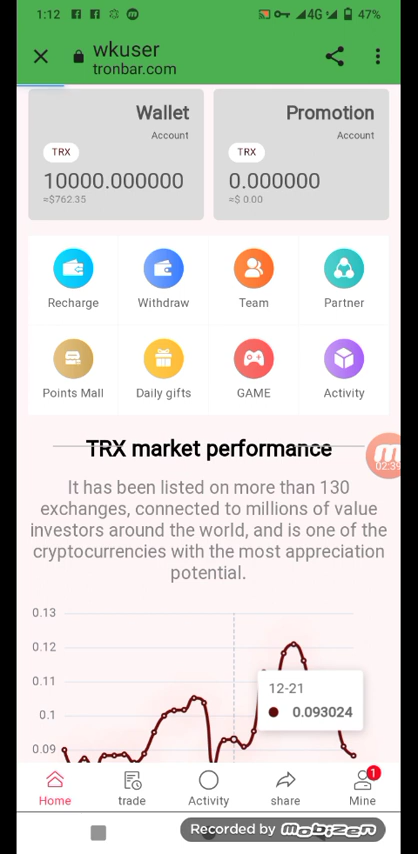 1:12
4G
47%
wkuser
tronbar.com
Wallet
Account
TRX
10000.000000
≈$762.35
Promotion
Account
TRX
0.000000
≈$ 0.00
Recharge Withdraw Team Partner
Points Mall Daily gifts GAME Activity
TRX market performance
02:39
It has been listed on more than 130
exchanges, connected to millions of value
investors around the world, and is one of the
cryptocurrencies with the most appreciation
potential.
0.13
0.12
0.11
0.1
0.09
12-21
0.093024
1
Home trade Activity share Mine
Recorded by mobizen